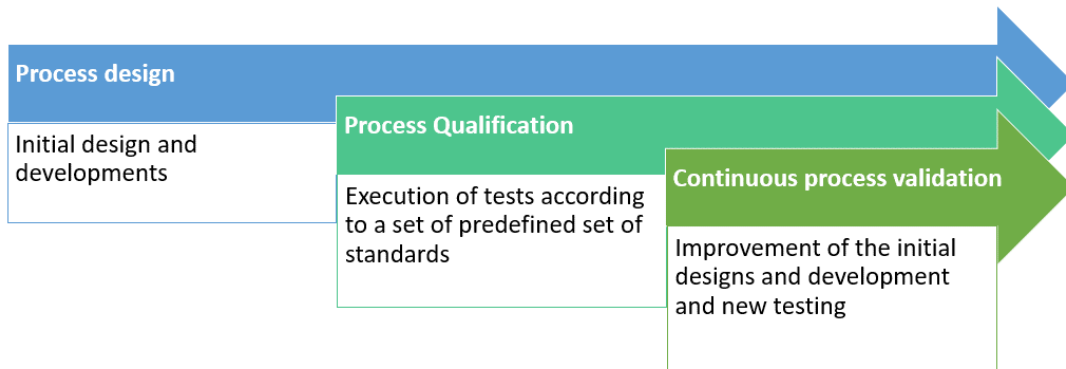 Process design
Initial design and
developments
Process Qualification
Execution of tests according
to a set of predefined set of
standards
Continuous process validation
Improvement of the initial
designs and development
and new testing